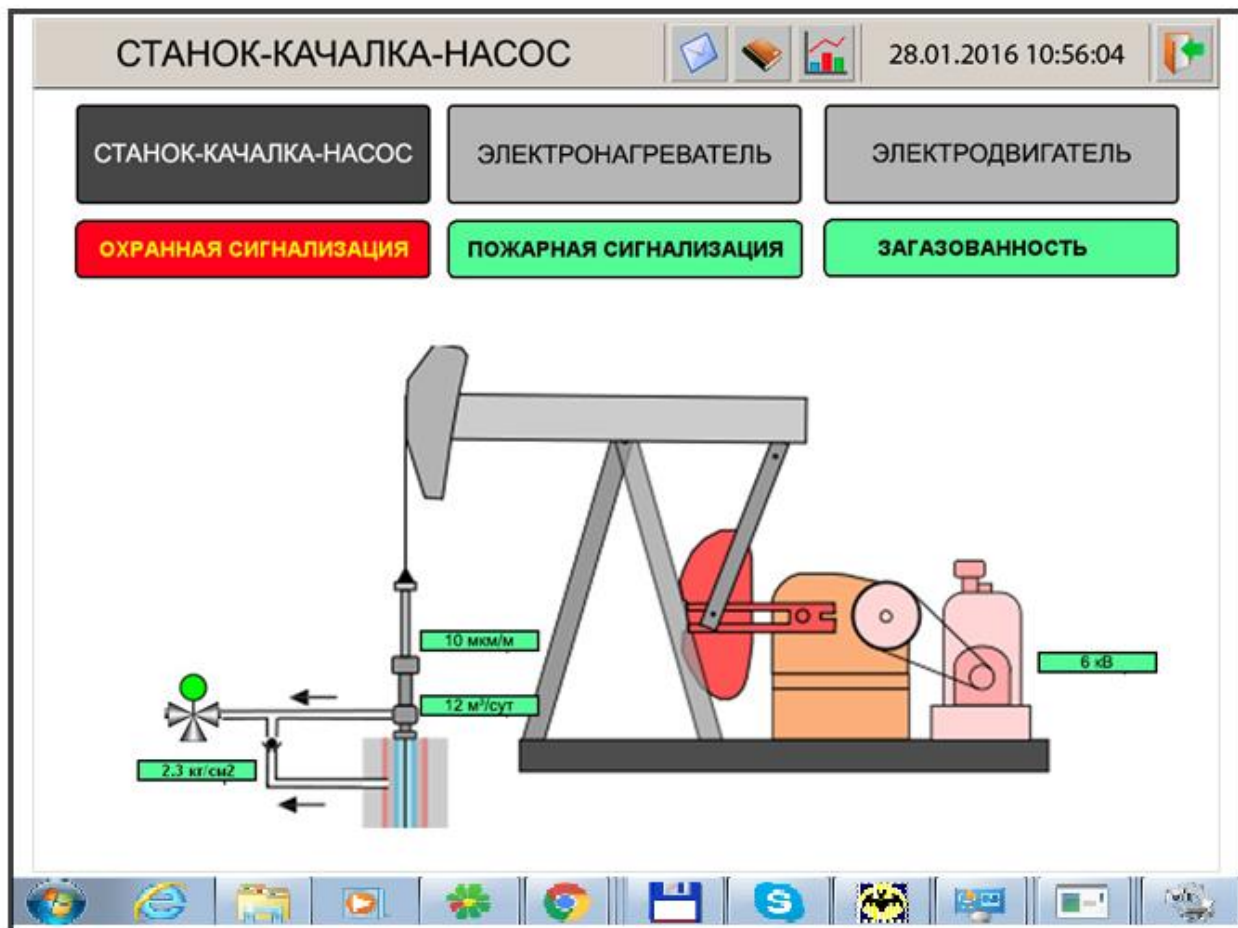 СТАНОК-КАЧАЛКА-НАСОС
28.01.2016 10:56:04
СТАНОК-КАЧАЛКА-НАСОС
ЭЛЕКТРОНАГРЕВАТЕЛЬ
ЭЛЕКТРОДВИГАТЕЛЬ
ОХРАННАЯ СИГНАЛИЗАЦИЯ
ПОЖАРНАЯ СИГНАЛИЗАЦИЯ
ЗАГАЗОВАННОСТЬ
10 мкм/м
6 кВ
12 м³/сут
2.3 кг/см2